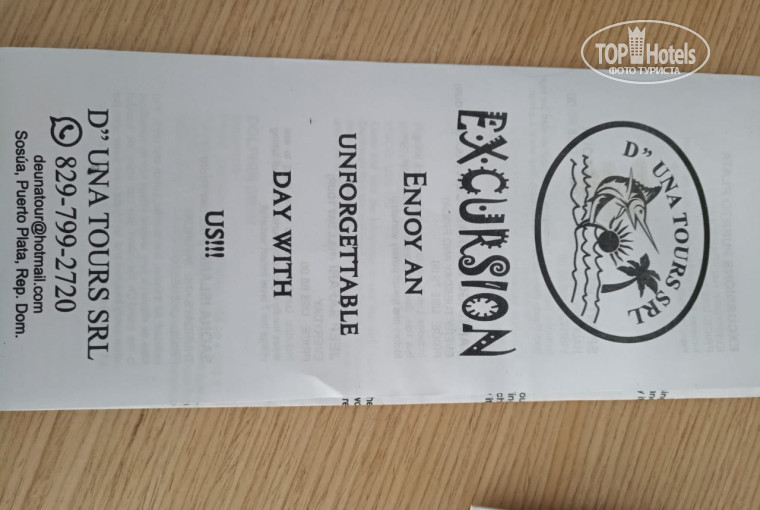 TOP Hotels
ФОТО ТУРИСТА
D” UNA TOURS SRL
EXCURSION
ENJOY AN
UNFORGETTABLE
DAY WITH
US!!!
D” UNA TOURS SRL
829-799-2720
deunatour@hotmail.com
Sosúa, Puerto Plata, Rep. Dom.